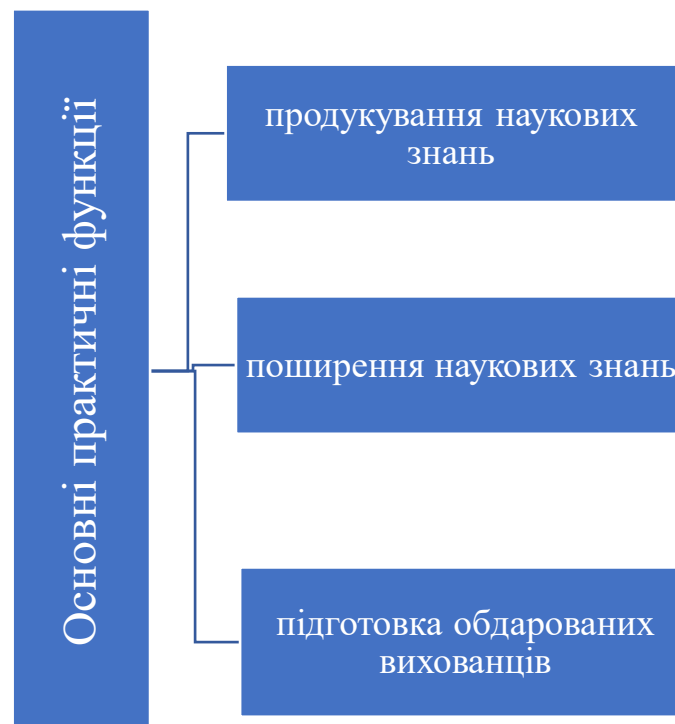 Основні практичні функції
продукування наукових
знань
поширення наукових знань
підготовка обдарованих
вихованців